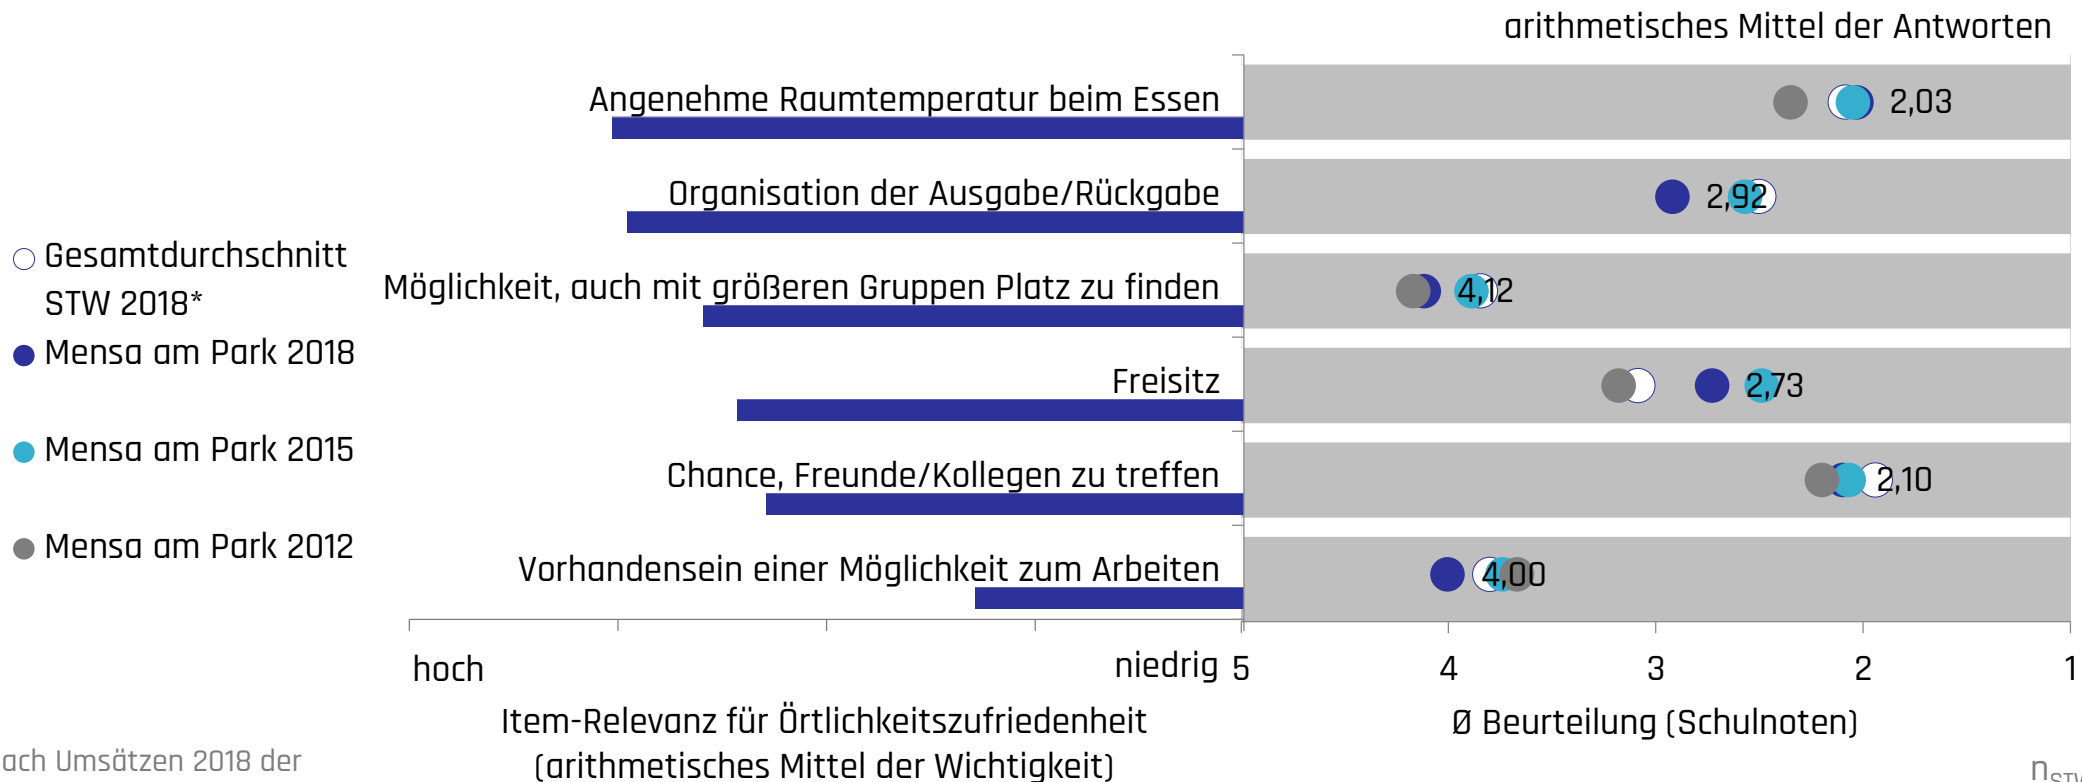 arithmetisches Mittel der Antworten
Angenehme Raumtemperatur beim Essen
2,03
Organisation der Ausgabe/Rückgabe
2,92
Möglichkeit, auch mit größeren Gruppen Platz zu finden
4,12
Freisitz
2,73
Chance, Freunde/Kollegen zu treffen
2,10
Vorhandensein einer Möglichkeit zum Arbeiten
4,00
Gesamtdurchschnitt
STW 2018*
Mensa am Park 2018
Mensa am Park 2015
Mensa am Park 2012
hoch
niedrig
5
4
3
2
1
Item-Relevanz für Örtlichkeitszufriedenheit
(arithmetisches Mittel der Wichtigkeit)
Ø Beurteilung (Schulnoten)
ach Umsätzen 2018 der
nSTW